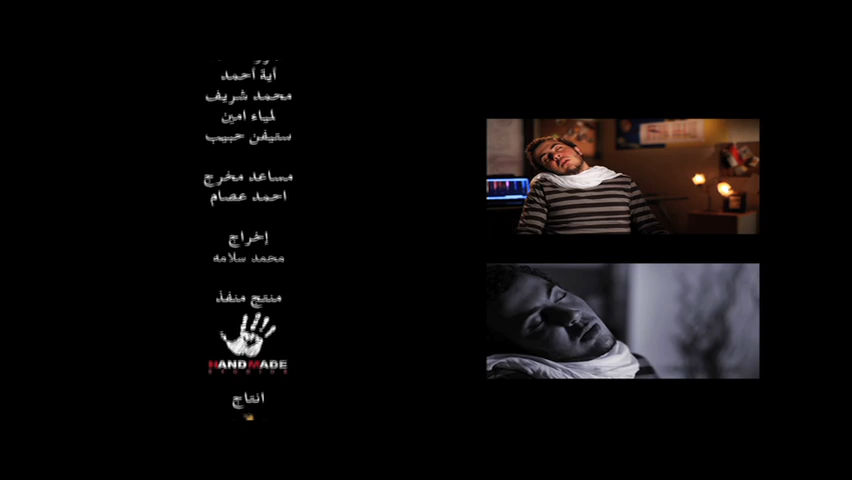 آية أحمد
محمد شريف
لمياء امين
ستيفن حبيب
مساعد مخرج
احمد عصام
إخراج
محمد سلامه
منتج منفذ
HANDMADE
STUDIOS
انتاج